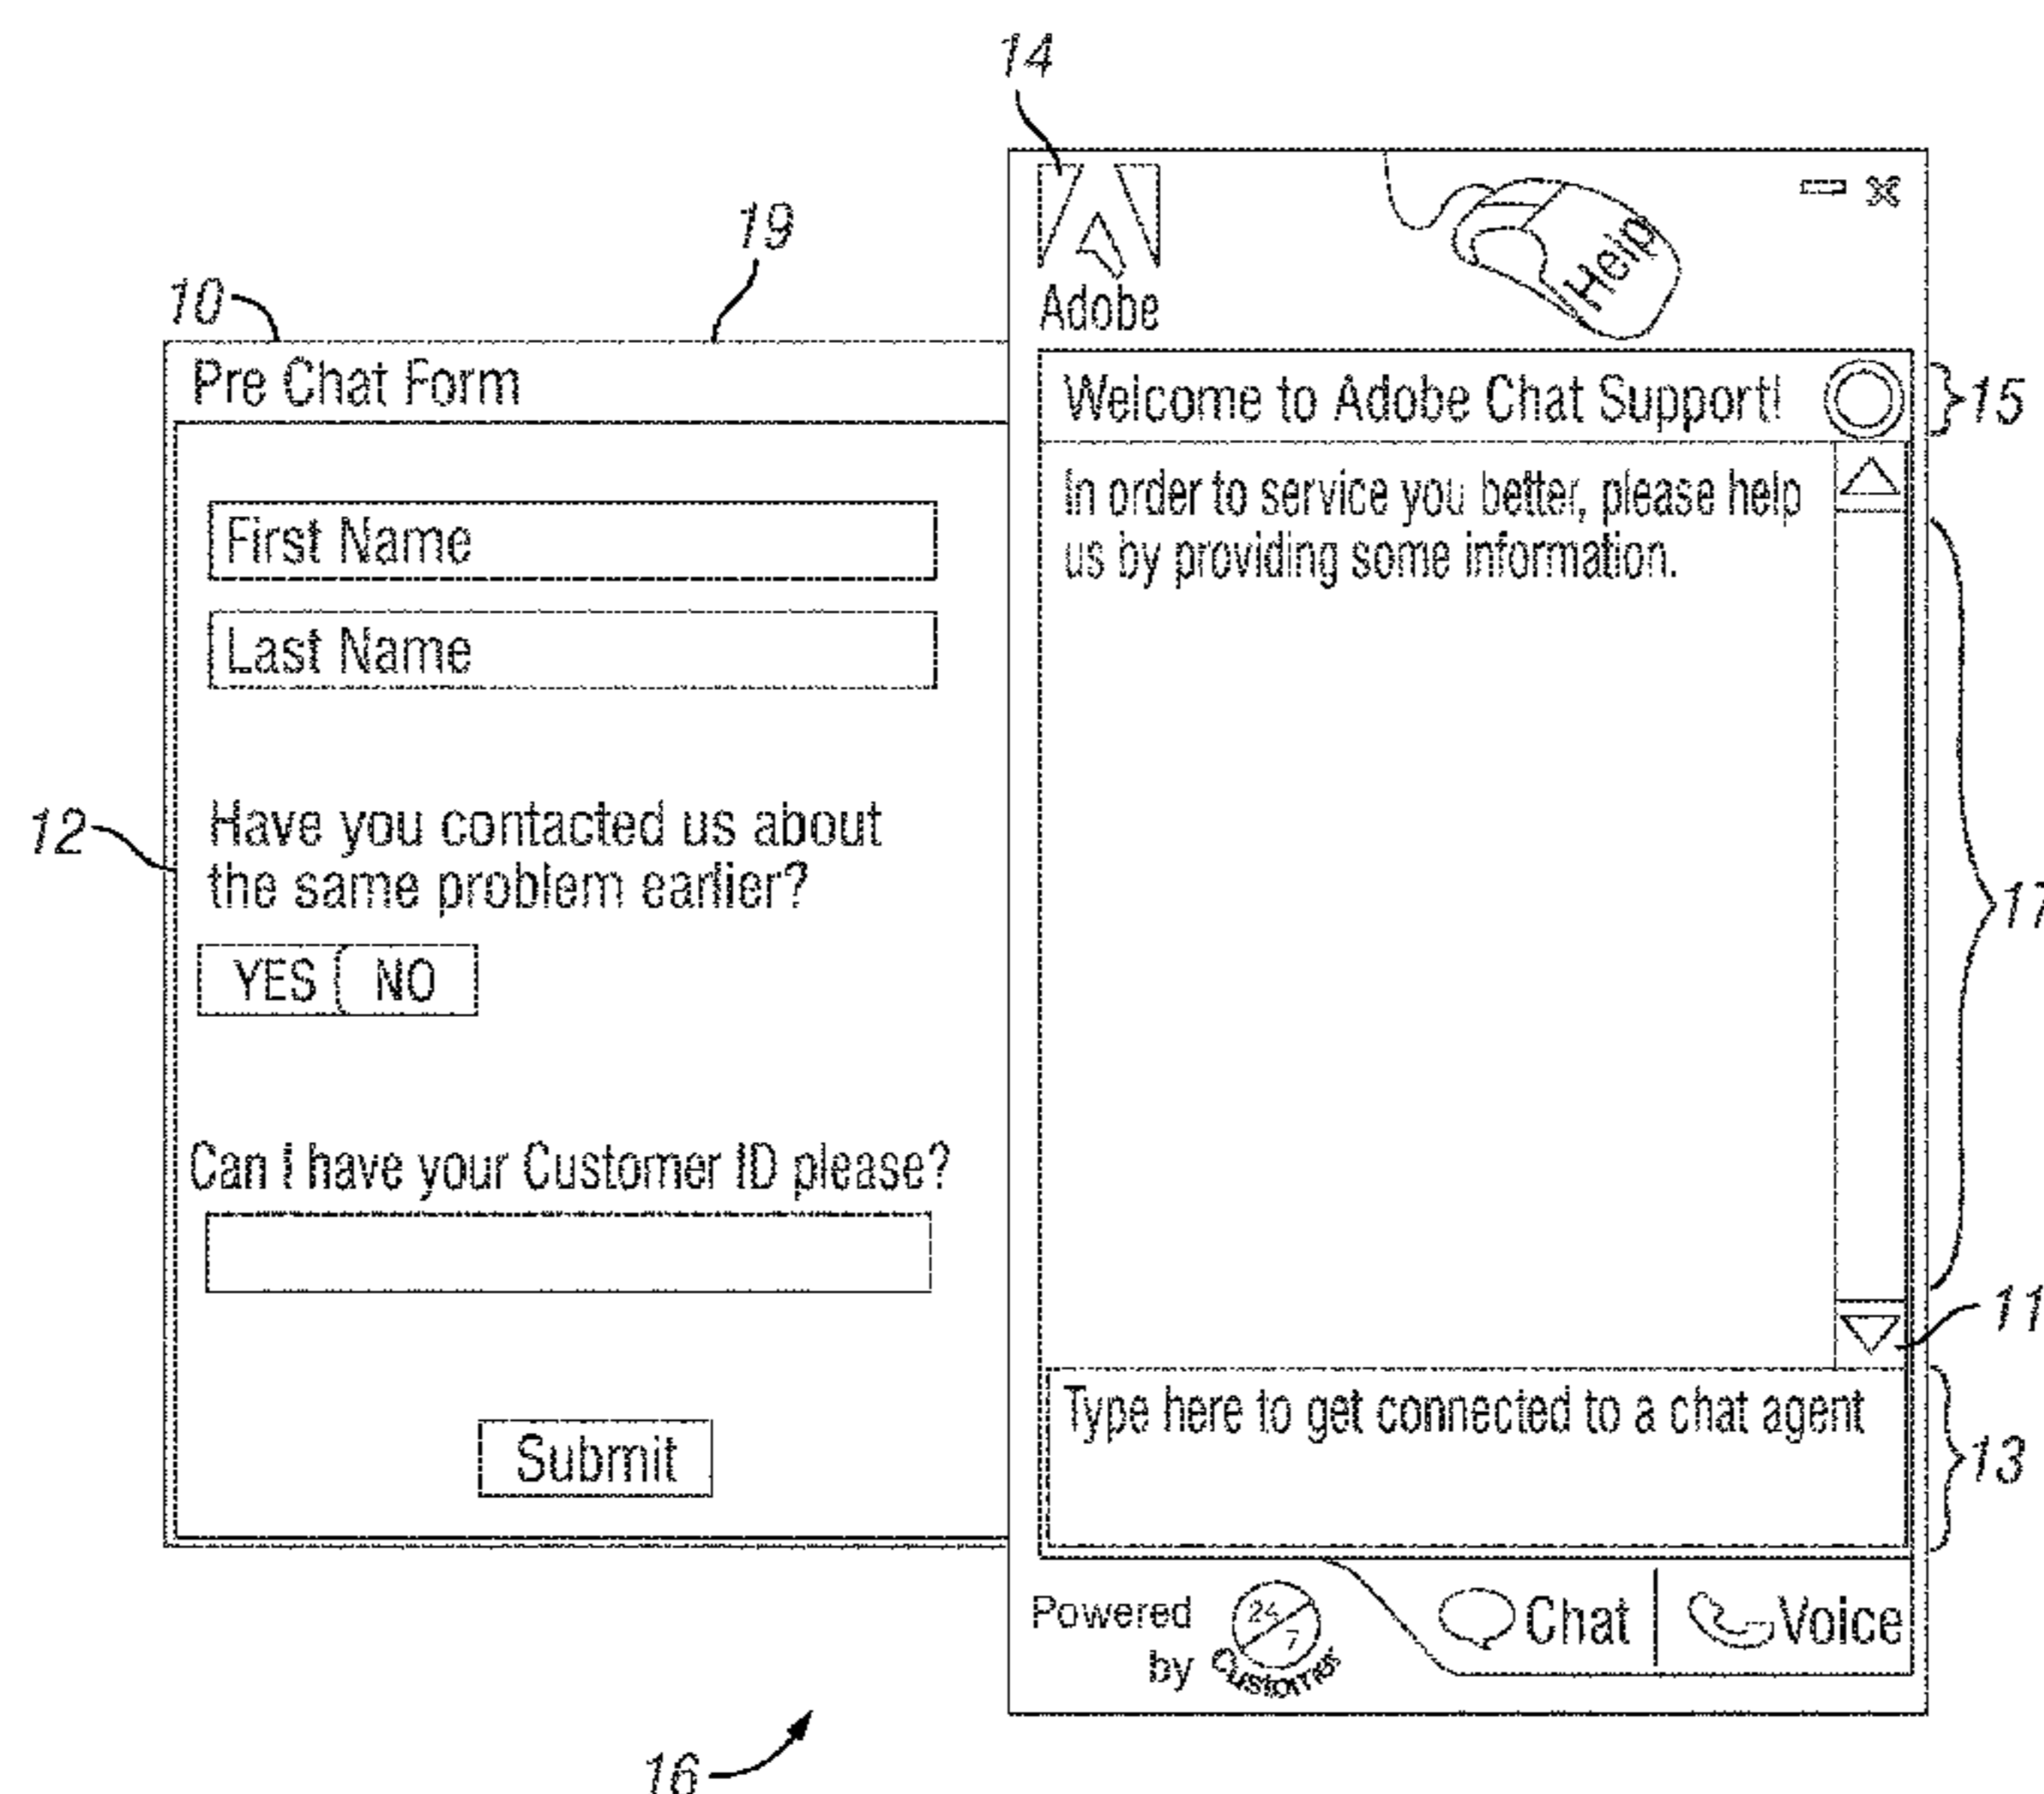 14
19
10
Adobe
Help
Pre Chat Form
First Name
Last Name
12
Have you contacted us about
the same problem earlier?
YES NO
Can I have your Customer ID please?
Submit
Welcome to Adobe Chat Support!
15
In order to service you better, please help
us by providing some information.
17
11
Type here to get connected to a chat agent
13
Powered
by
24
7
Customer
Chat
Voice
16